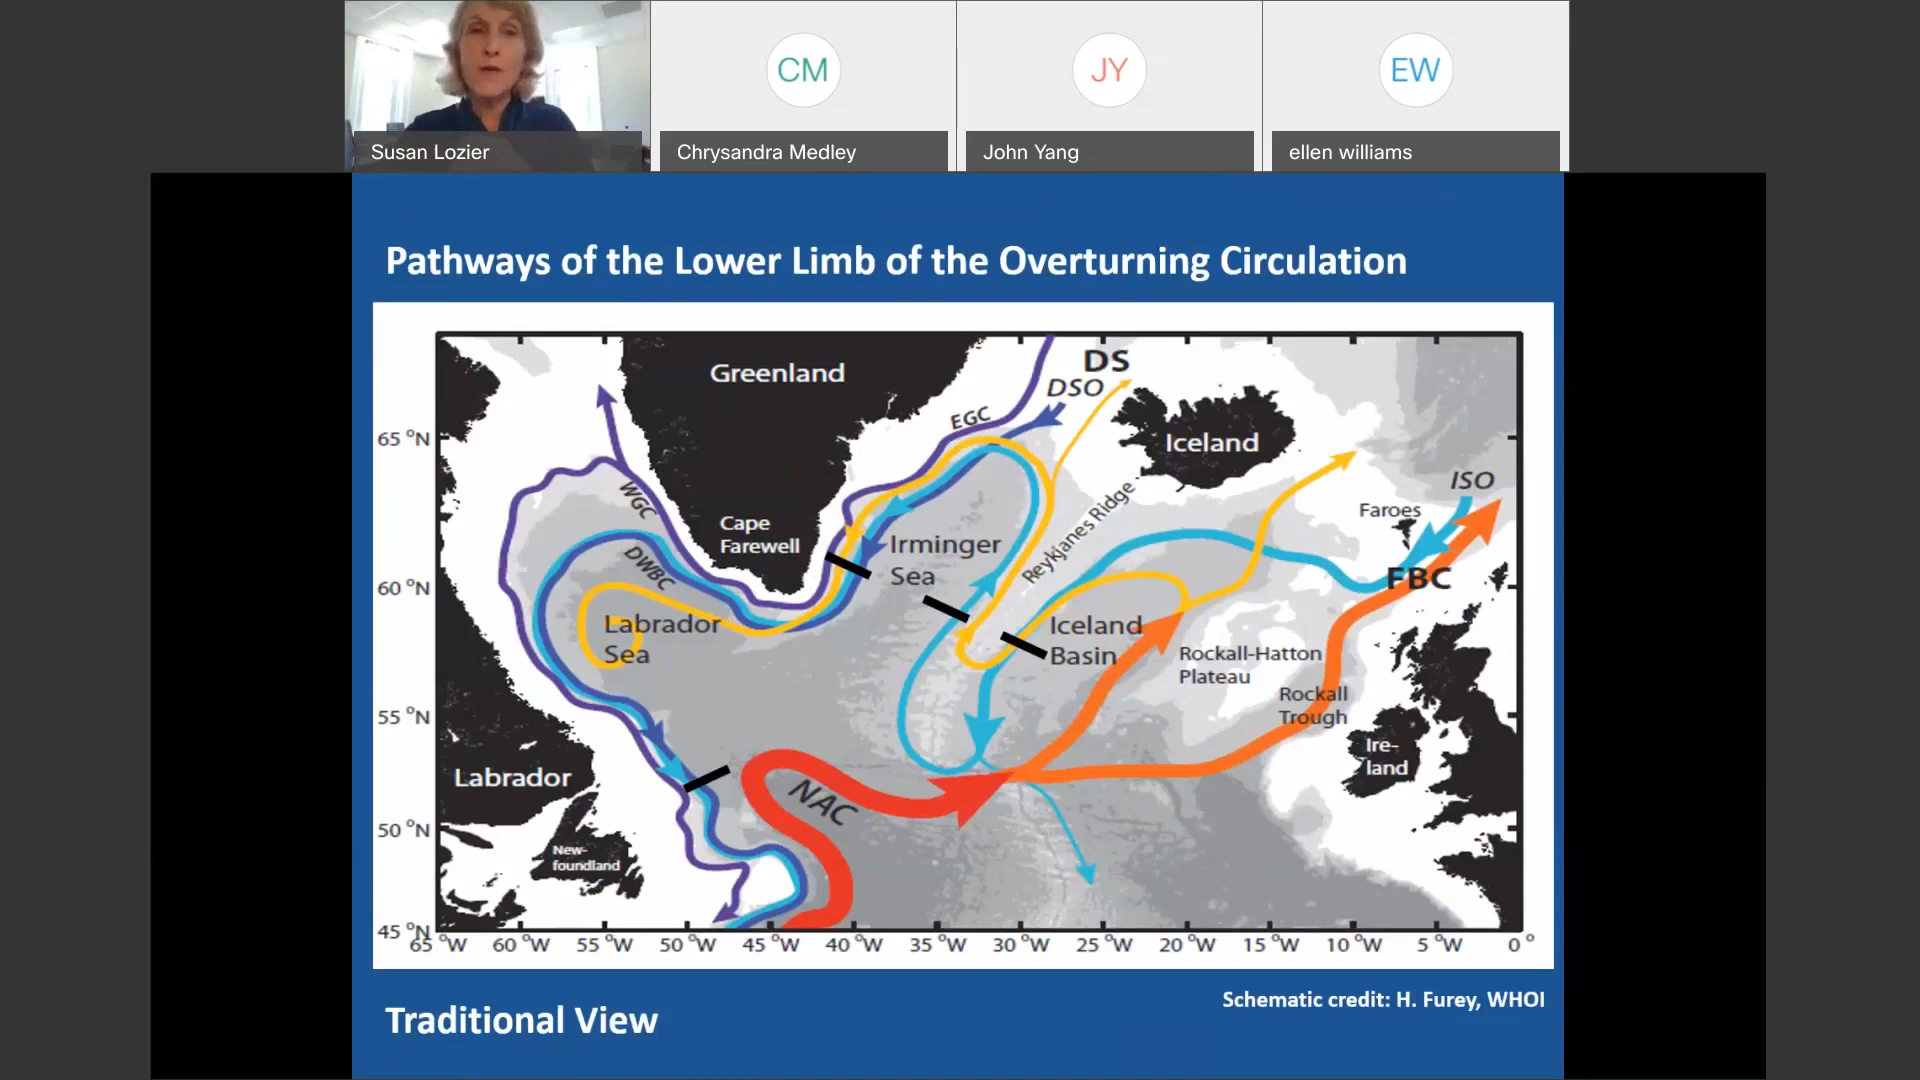 CM
JY
EW
Susan Lozier
Chrysandra Medley
John Yang
ellen williams
Pathways of the Lower Limb of the Overturning Circulation
Greenland
DS
DSO
EGC
Iceland
65 °N
ISO
WGC
Reykjanes Ridge
Faroes
Cape
Farewell
Irminger
Sea
DWBC
FBC
60 °N
Labrador
Sea
Iceland
Basin
Rockall-Hatton
Plateau
Rockall
Trough
55 °N
Ire-
land
Labrador
NAC
50 °N
New-
foundland
45 °N
65 °W 60 °W 55 °W 50 °W 45 °W 40 °W 35 °W 30 °W 25 °W 20 °W 15 °W 10 °W 5 °W 0 °
Schematic credit: H. Furey, WHOI
Traditional View